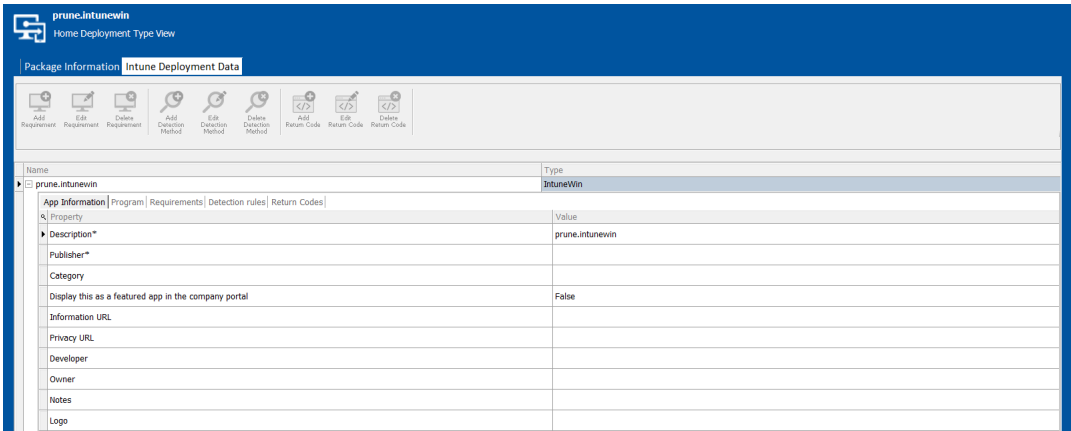 prune.intunewin
Home Deployment Type View
Package Information Intune Deployment Data
Add Requirement Edit Requirement Delete Requirement Add Detection Method Edit Detection Method Delete Detection Method Add Return Code Edit Return Code Delete Return Code
Name Type
prune.intunewin IntuneWin
App Information Program Requirements Detection rules Return Codes
Property Value
Description* prune.intunewin
Publisher*
Category
Display this as a featured app in the company portal False
Information URL
Privacy URL
Developer
Owner
Notes
Logo